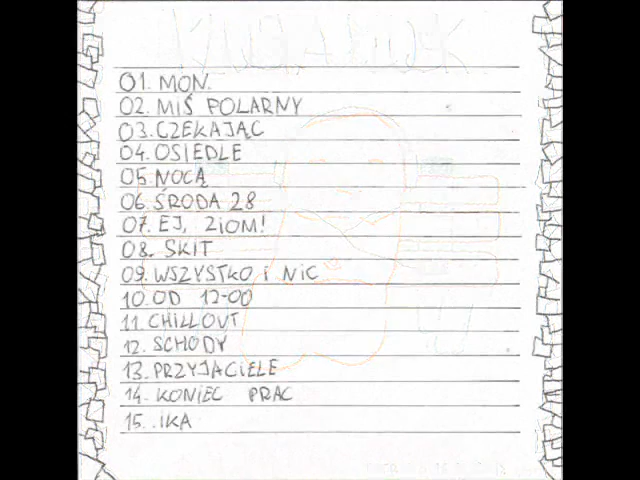 01. MON.
02. MIŚ POLARNY
03. CZEKAJĄC
04. OSIEDLE
05. NOCĄ
06. ŚRODA 28
07. EJ, ZIOM!
08. SKIT
09. WSZYSTKO I NIC
10. OD 12-00
11. CHILLOUT
12. SCHODY
13. PRZYJACIELE
14. KONIEC PRAC
15. .IKA